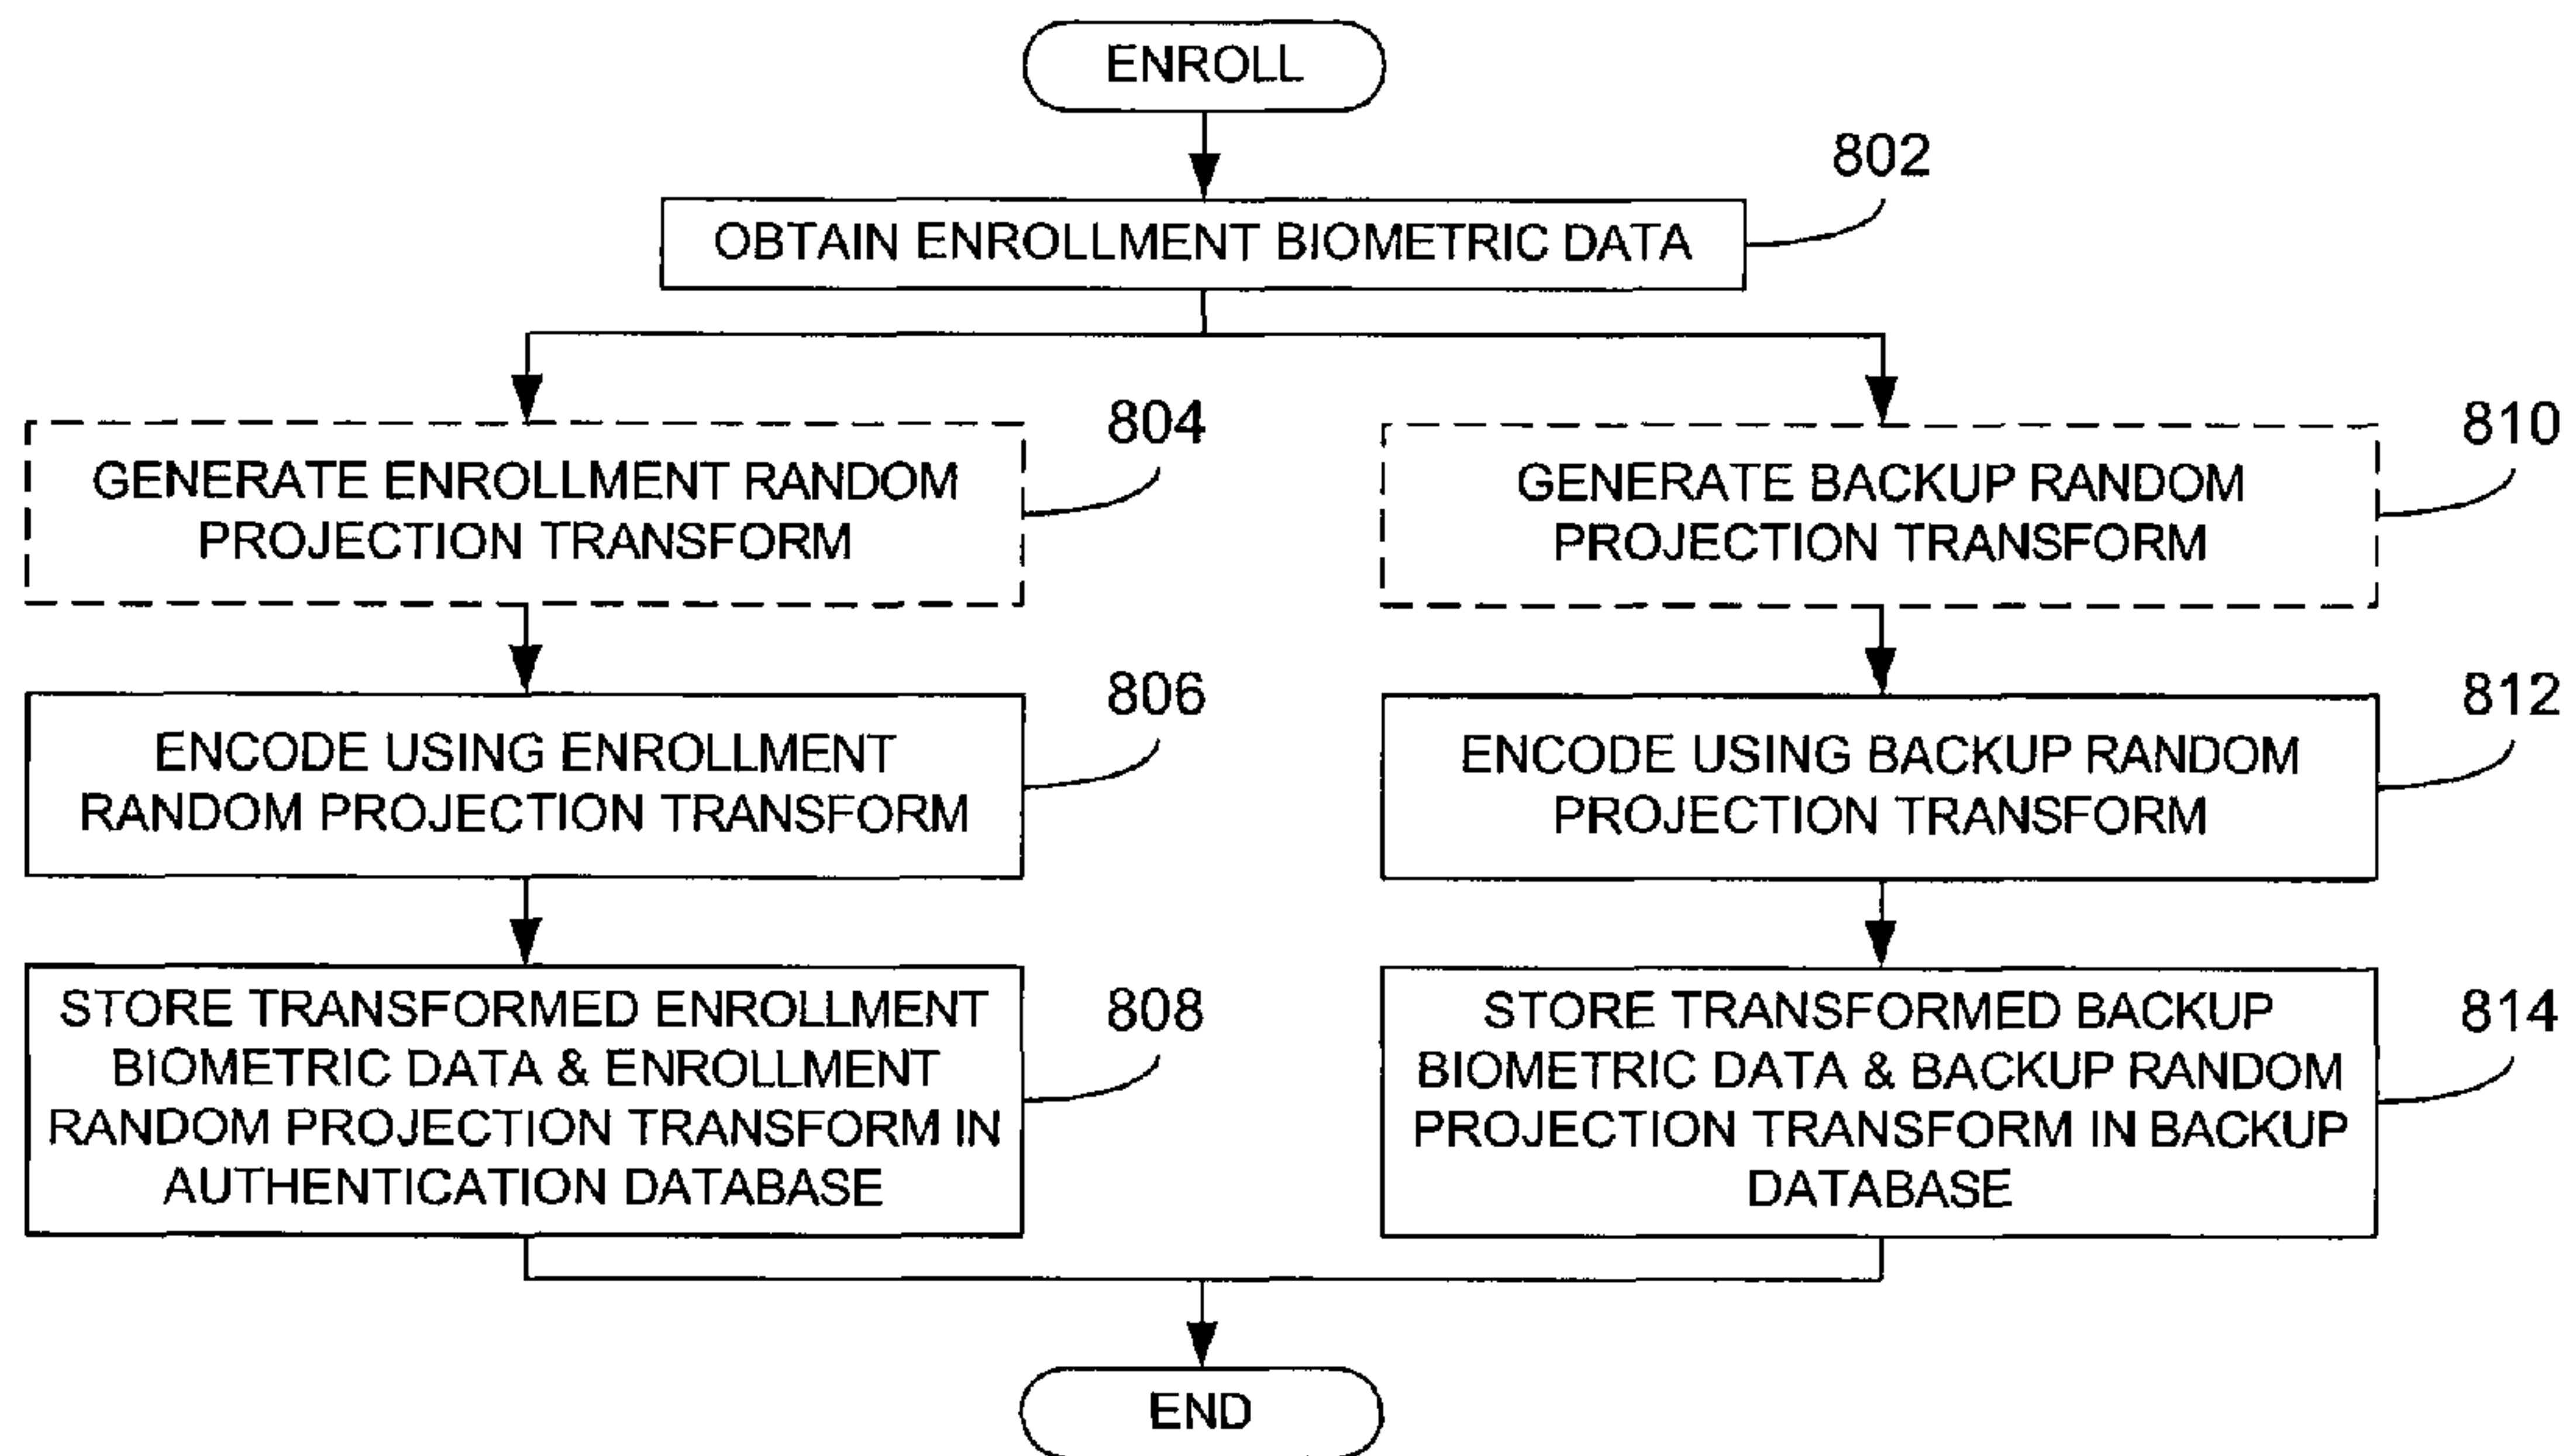 ENROLL
802
OBTAIN ENROLLMENT BIOMETRIC DATA
804
GENERATE ENROLLMENT RANDOM
PROJECTION TRANSFORM
806
ENCODE USING ENROLLMENT
RANDOM PROJECTION TRANSFORM
808
STORE TRANSFORMED ENROLLMENT
BIOMETRIC DATA & ENROLLMENT
RANDOM PROJECTION TRANSFORM IN
AUTHENTICATION DATABASE
810
GENERATE BACKUP RANDOM
PROJECTION TRANSFORM
812
ENCODE USING BACKUP RANDOM
PROJECTION TRANSFORM
814
STORE TRANSFORMED BACKUP
BIOMETRIC DATA & BACKUP RANDOM
PROJECTION TRANSFORM IN BACKUP
DATABASE
END